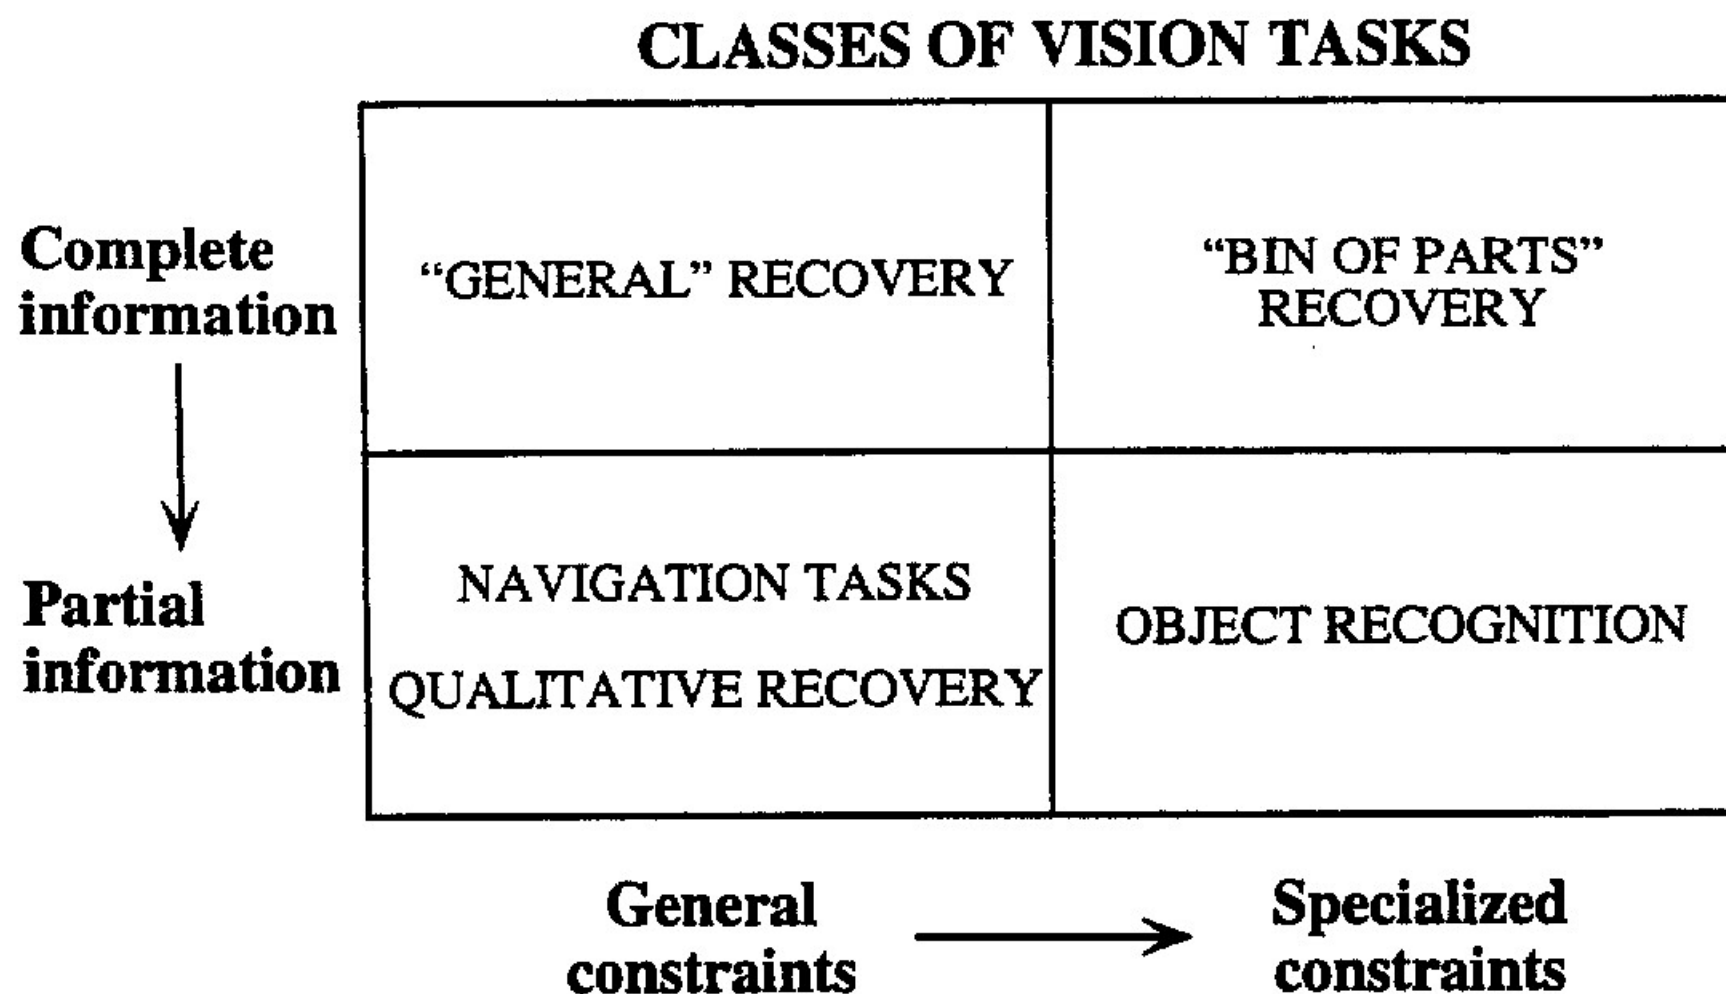 CLASSES OF VISION TASKS
Complete
information
“GENERAL” RECOVERY
“BIN OF PARTS”
RECOVERY
Partial
information
NAVIGATION TASKS
QUALITATIVE RECOVERY
OBJECT RECOGNITION
General
constraints
Specialized
constraints